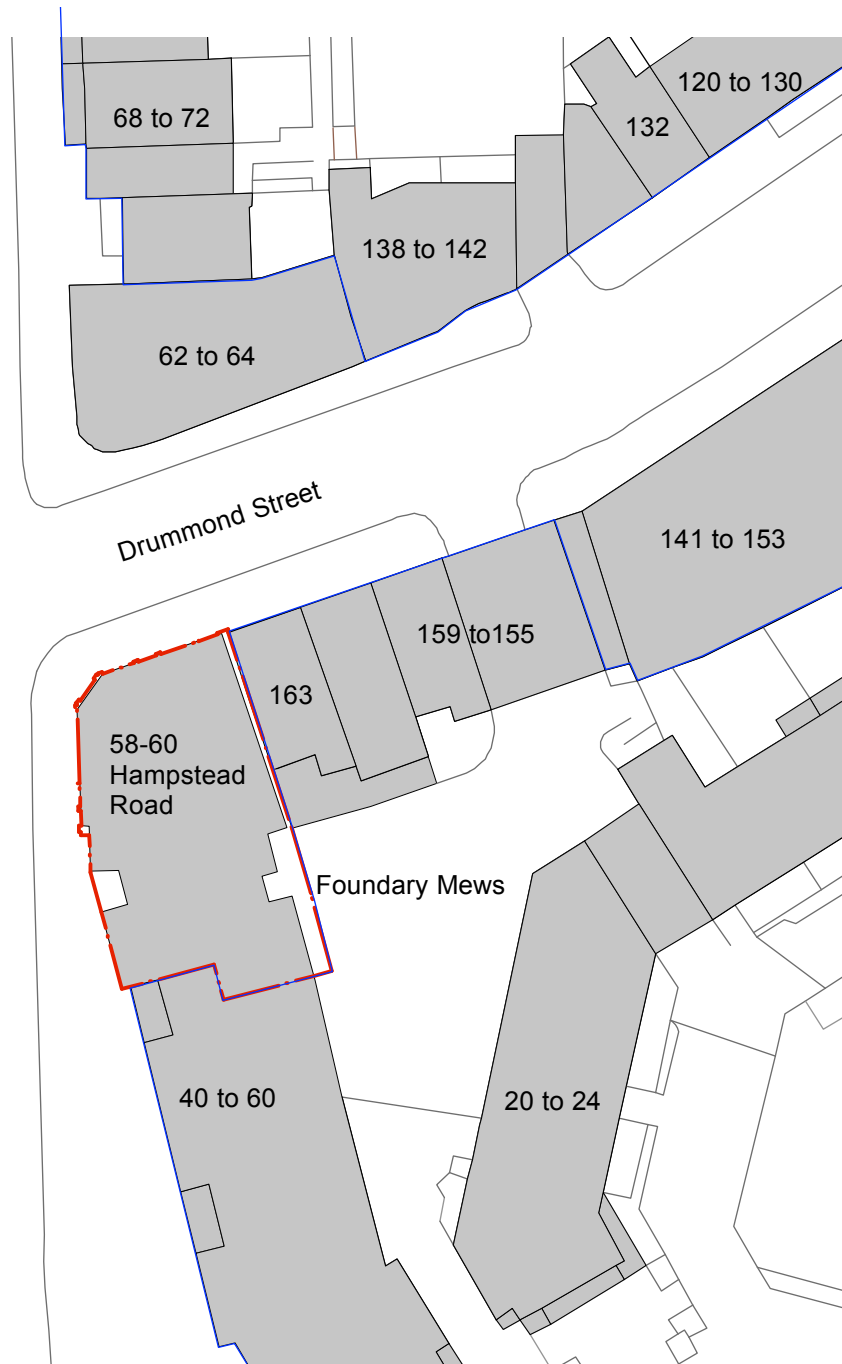 120 to 130
68 to 72
132
138 to 142
62 to 64
Drummond Street
141 to 153
159 to155
163
58-60
Hampstead
Road
Foundary Mews
40 to 60
20 to 24